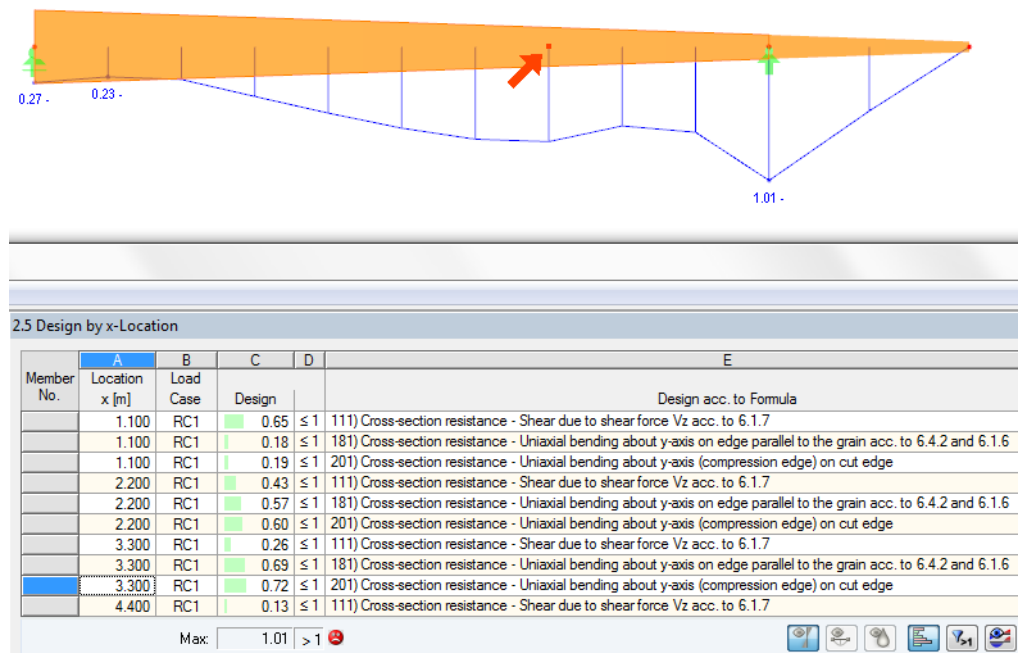 0.27 -
0.23 -
1.01 -
2.5 Design by x-Location
A B C D E
Member No. Location x [m] Load Case Design Design acc. to Formula
1.100 RC1 0.65 ≤ 1 111) Cross-section resistance - Shear due to shear force Vz acc. to 6.1.7
1.100 RC1 0.18 ≤ 1 181) Cross-section resistance - Uniaxial bending about y-axis on edge parallel to the grain acc. to 6.4.2 and 6.1.6
1.100 RC1 0.19 ≤ 1 201) Cross-section resistance - Uniaxial bending about y-axis (compression edge) on cut edge
2.200 RC1 0.43 ≤ 1 111) Cross-section resistance - Shear due to shear force Vz acc. to 6.1.7
2.200 RC1 0.57 ≤ 1 181) Cross-section resistance - Uniaxial bending about y-axis on edge parallel to the grain acc. to 6.4.2 and 6.1.6
2.200 RC1 0.60 ≤ 1 201) Cross-section resistance - Uniaxial bending about y-axis (compression edge) on cut edge
3.300 RC1 0.26 ≤ 1 111) Cross-section resistance - Shear due to shear force Vz acc. to 6.1.7
3.300 RC1 0.69 ≤ 1 181) Cross-section resistance - Uniaxial bending about y-axis on edge parallel to the grain acc. to 6.4.2 and 6.1.6
3.300 RC1 0.72 ≤ 1 201) Cross-section resistance - Uniaxial bending about y-axis (compression edge) on cut edge
4.400 RC1 0.13 ≤ 1 111) Cross-section resistance - Shear due to shear force Vz acc. to 6.1.7
Max: 1.01 > 1 >1